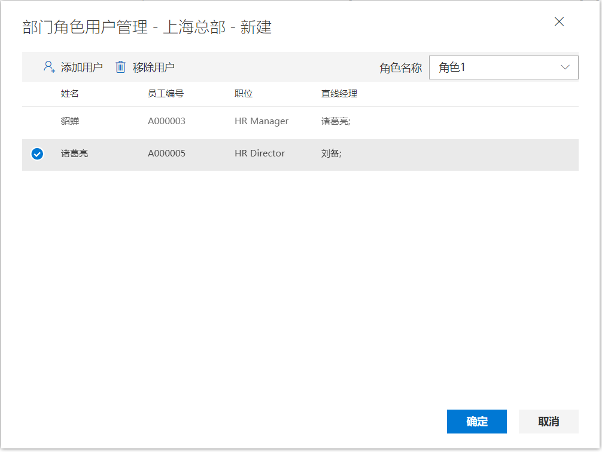 部门角色用户管理 - 上海总部 - 新建
添加用户 移除用户 角色名称 角色1
姓名 员工编号 职位 直线经理
貂蝉 A000003 HR Manager 诸葛亮;
诸葛亮 A000005 HR Director 刘备;
确定 取消